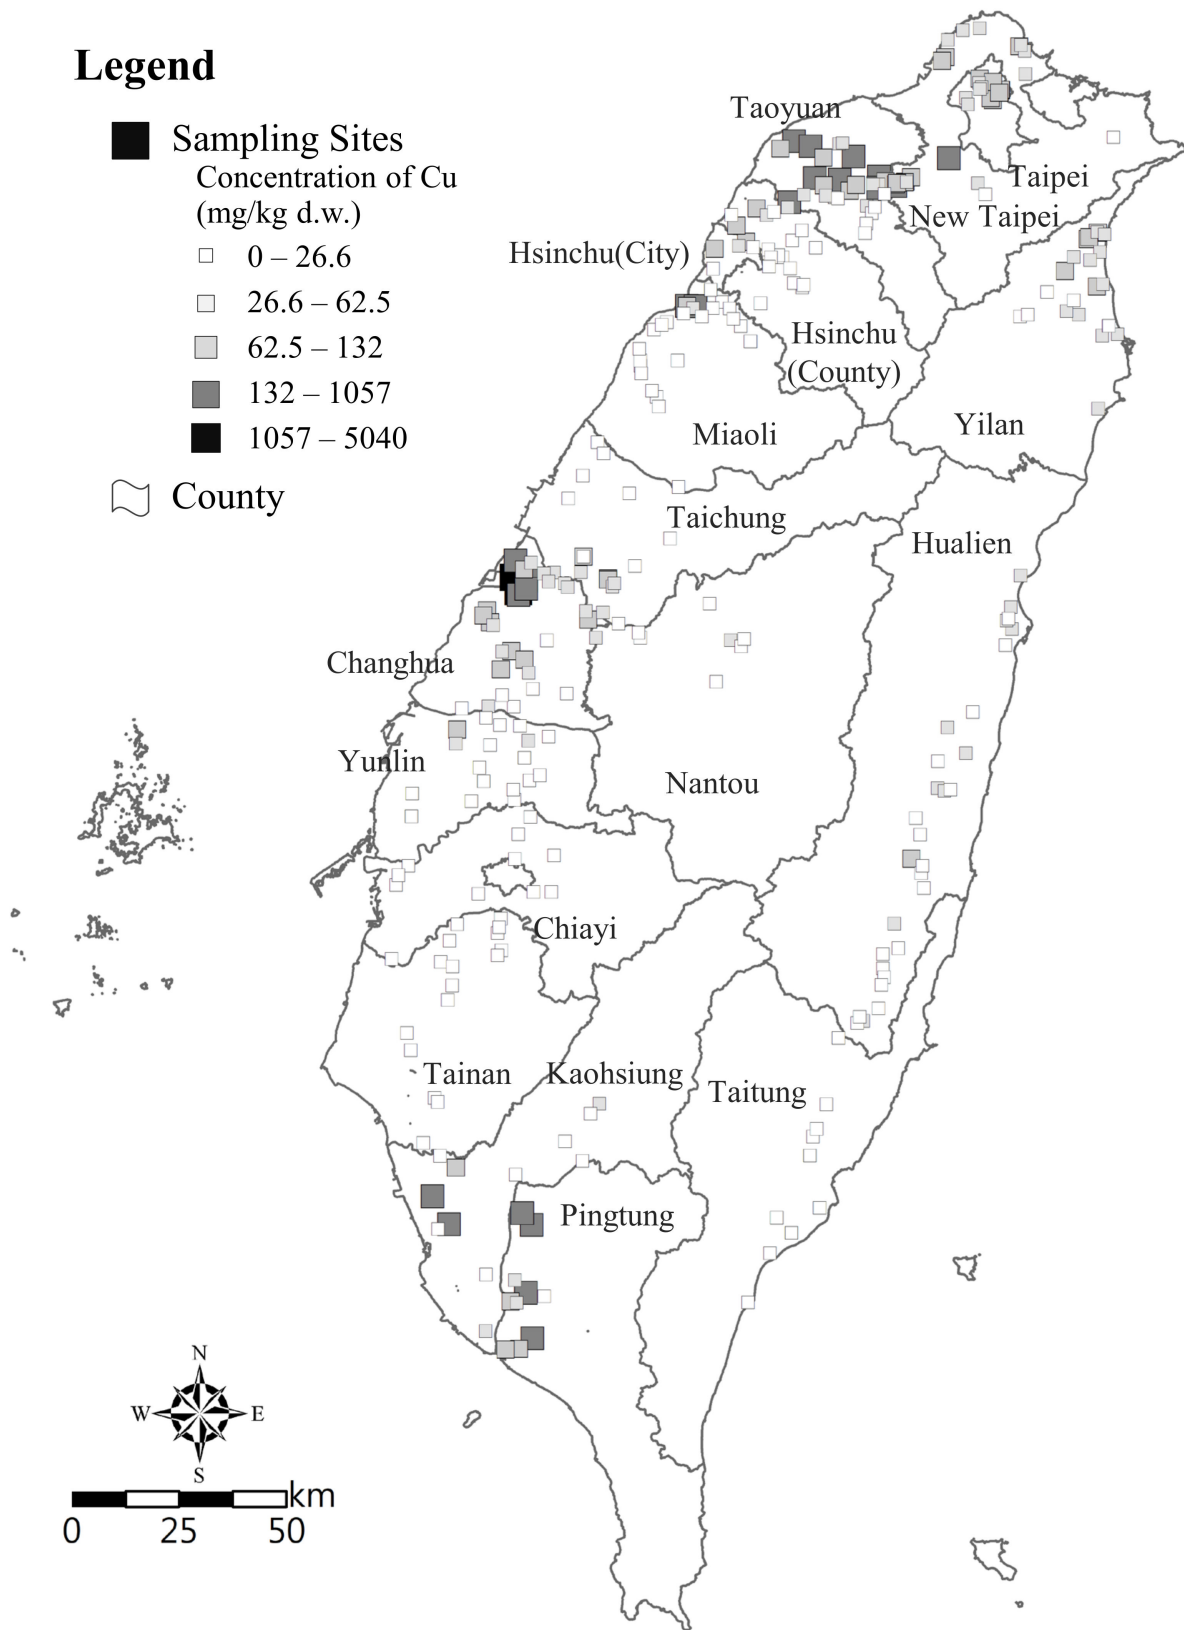 Legend
Sampling Sites
Concentration of Cu
(mg/kg d.w.)
0 – 26.6
26.6 – 62.5
62.5 – 132
132 – 1057
1057 – 5040
County
Taoyuan
Taipei
New Taipei
Hsinchu(City)
Hsinchu
(County)
Yilan
Miaoli
Taichung
Hualien
Changhua
Yunlin
Nantou
Chiayi
Tainan
Kaohsiung
Taitung
Pingtung
N
W
E
S
km
0 25 50